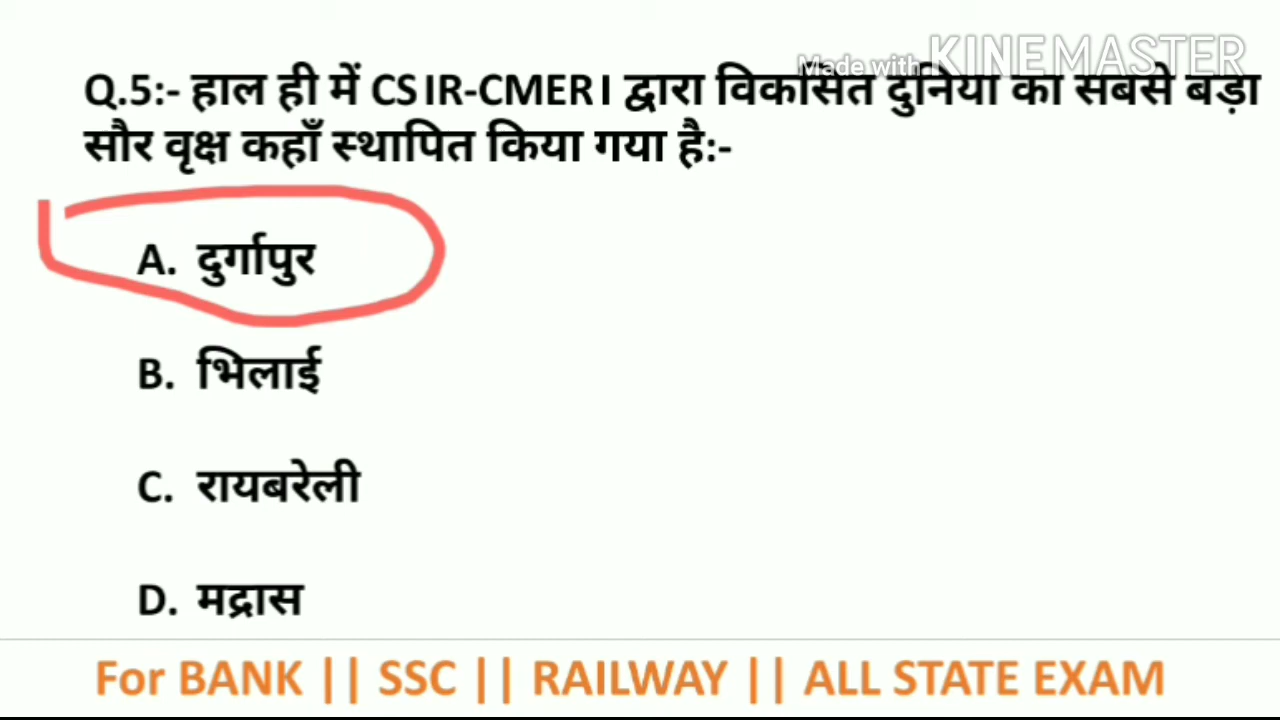 Made with KINEMASTER
Q.5:- हाल ही में CSIR-CMERI द्वारा विकसित दुनिया का सबसे बड़ा
सौर वृक्ष कहाँ स्थापित किया गया है:-
A. दुर्गापुर
B. भिलाई
C. रायबरेली
D. मद्रास
For BANK || SSC || RAILWAY || ALL STATE EXAM